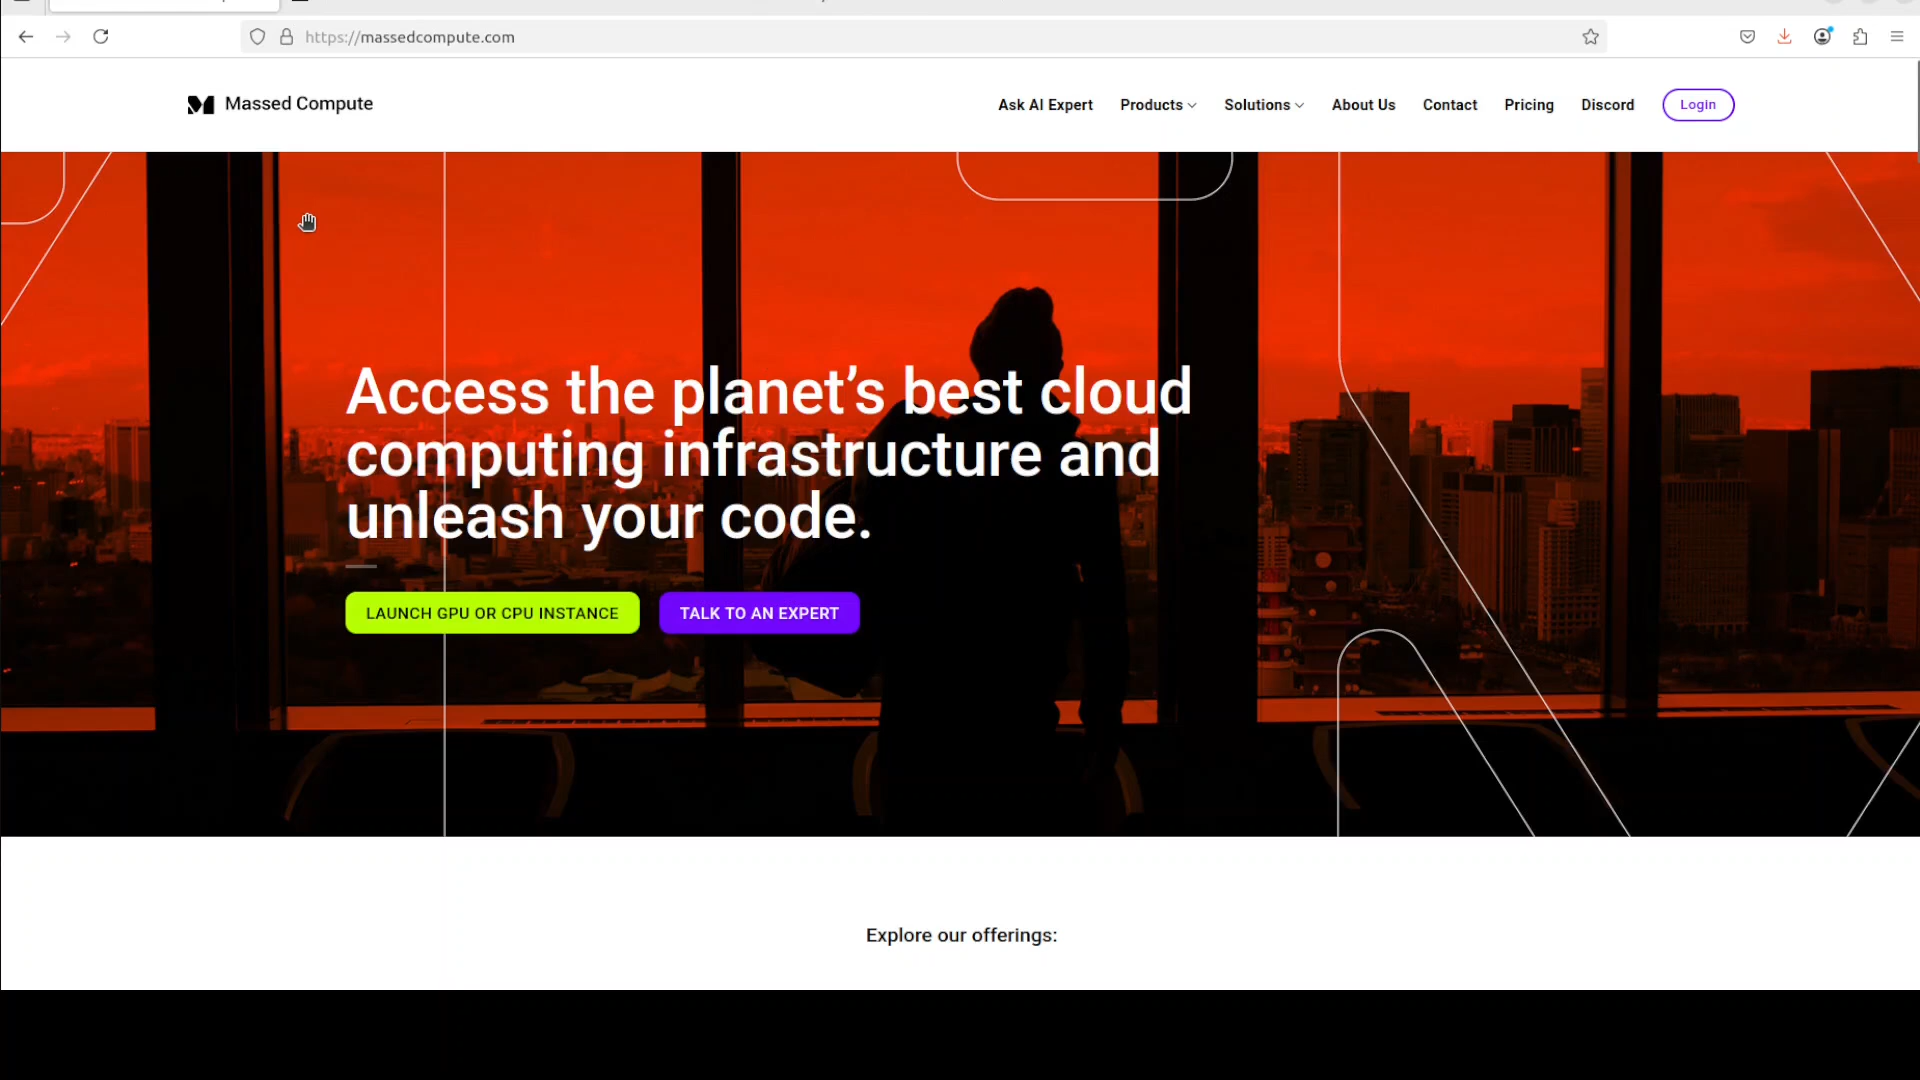 https://massedcompute.com
Massed Compute
Ask AI Expert
Products
Solutions
About Us
Contact
Pricing
Discord
Login
Access the planet’s best cloud
computing infrastructure and
unleash your code.
LAUNCH GPU OR CPU INSTANCE
TALK TO AN EXPERT
Explore our offerings: